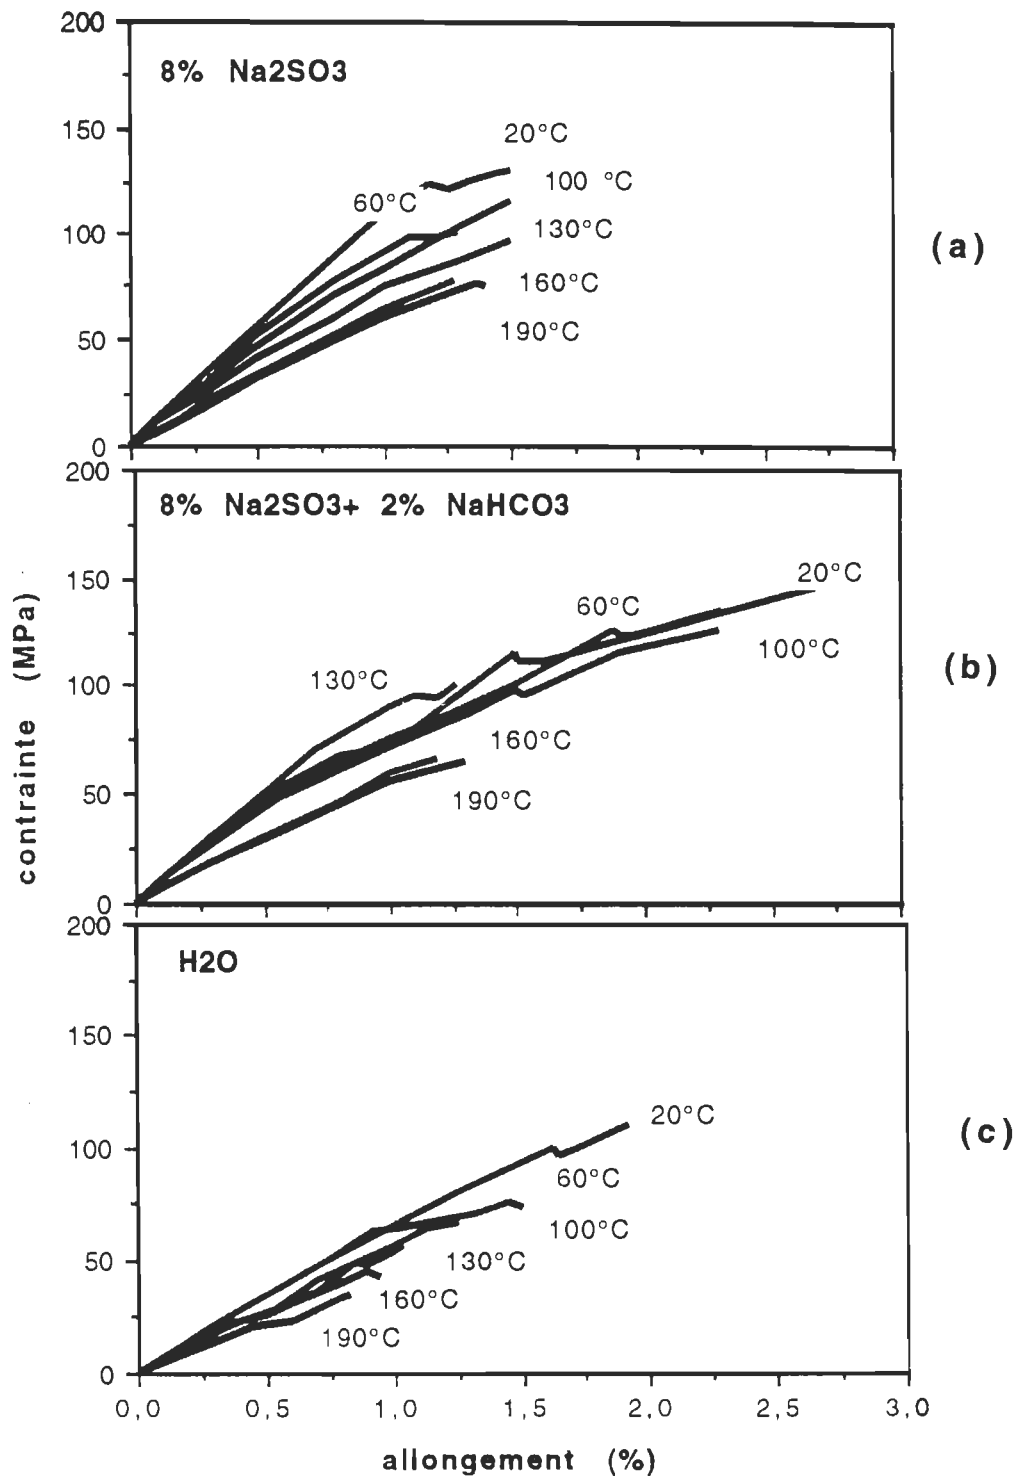 200
8% Na2SO3
150
20°C
100 °C
60°C
100
130°C
(a)
160°C
50
190°C
0
200
8% Na2SO3+ 2% NaHCO3
150
20°C
60°C
100°C
130°C
(b)
100
160°C
50
190°C
0
contrainte (MPa)
200
H2O
150
20°C
(c)
100
60°C
100°C
50
130°C
160°C
190°C
0
0,0 0,5 1,0 1,5 2,0 2,5 3,0
allongement (%)